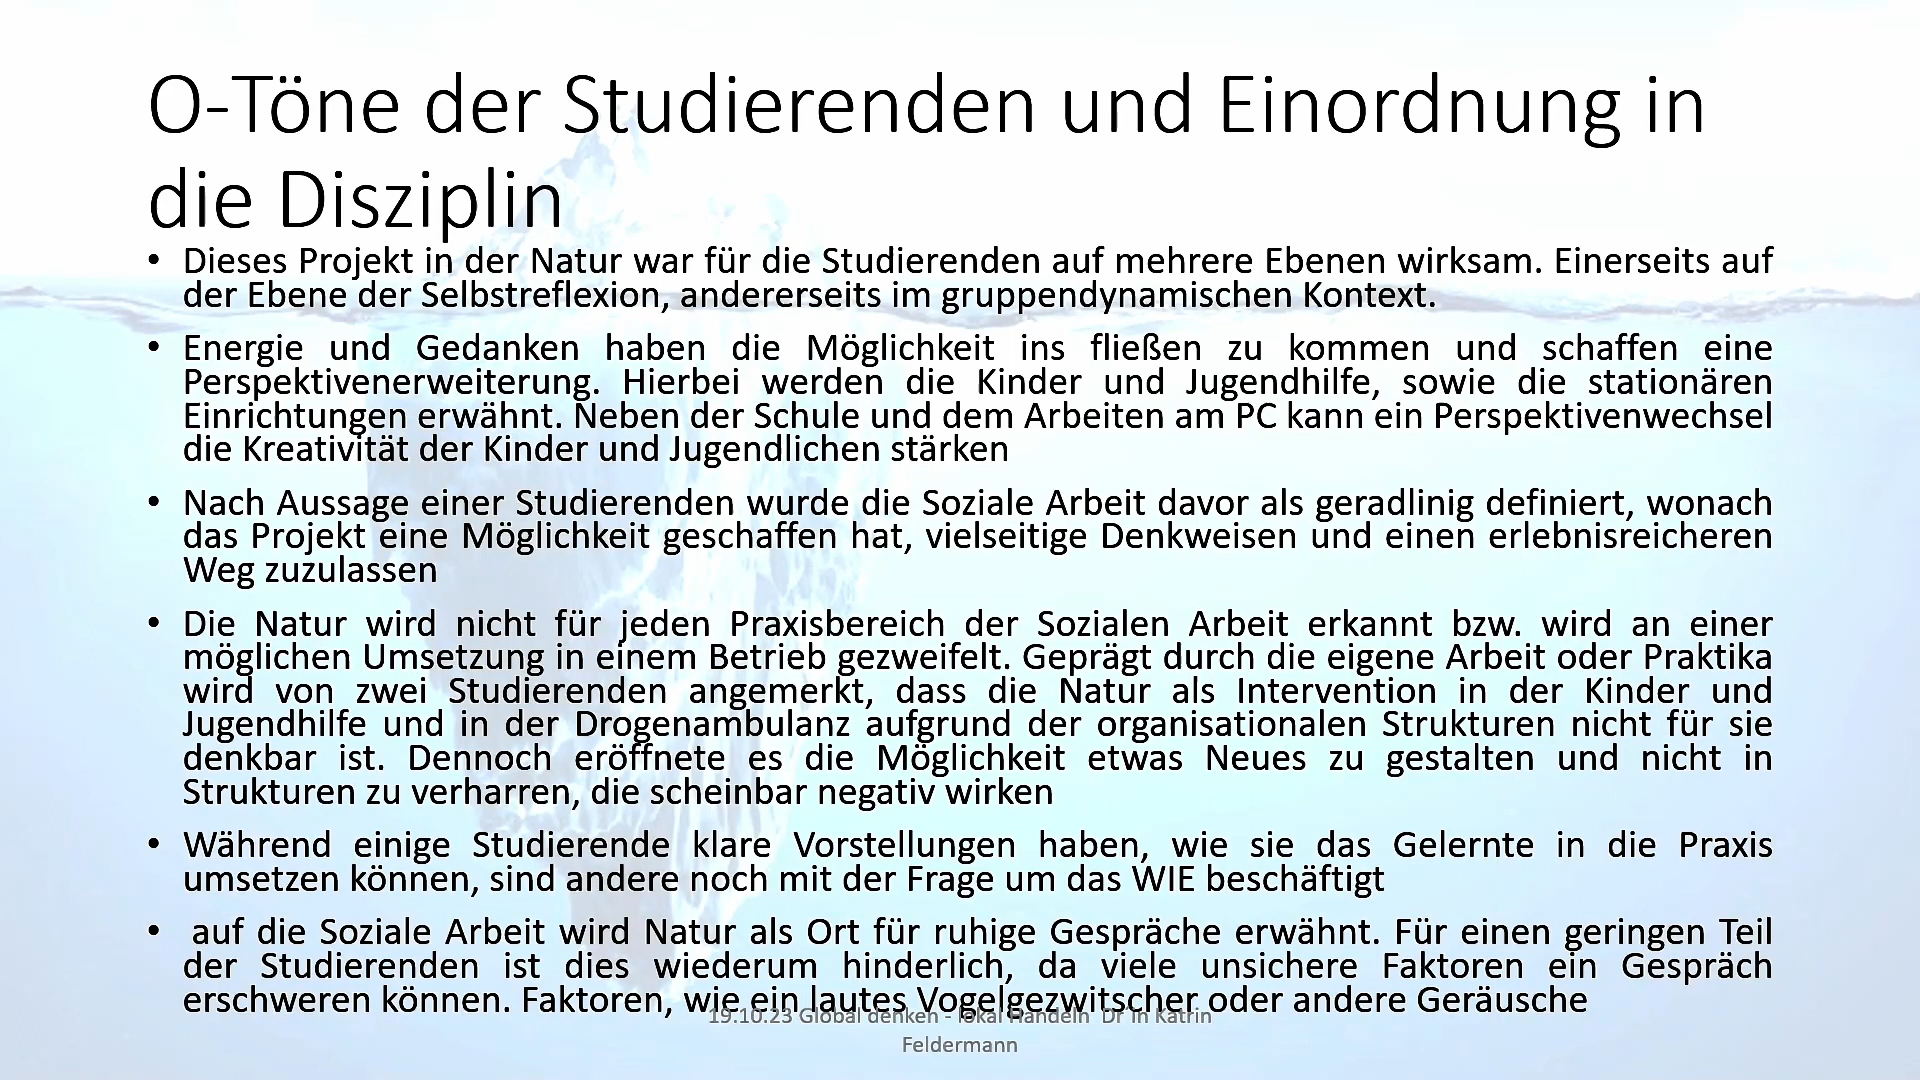 O-Töne der Studierenden und Einordnung in
die Disziplin
• Dieses Projekt in der Natur war für die Studierenden auf mehrere Ebenen wirksam. Einerseits auf
der Ebene der Selbstreflexion, andererseits im gruppendynamischen Kontext.
• Energie und Gedanken haben die Möglichkeit ins fließen zu kommen und schaffen eine
Perspektivenerweiterung. Hierbei werden die Kinder und Jugendhilfe, sowie die stationären
Einrichtungen erwähnt. Neben der Schule und dem Arbeiten am PC kann ein Perspektivenwechsel
die Kreativität der Kinder und Jugendlichen stärken
• Nach Aussage einer Studierenden wurde die Soziale Arbeit davor als geradlinig definiert, wonach
das Projekt eine Möglichkeit geschaffen hat, vielseitige Denkweisen und einen erlebnisreicheren
Weg zuzulassen
• Die Natur wird nicht für jeden Praxisbereich der Sozialen Arbeit erkannt bzw. wird an einer
möglichen Umsetzung in einem Betrieb gezweifelt. Geprägt durch die eigene Arbeit oder Praktika
wird von zwei Studierenden angemerkt, dass die Natur als Intervention in der Kinder und
Jugendhilfe und in der Drogenambulanz aufgrund der organisationalen Strukturen nicht für sie
denkbar ist. Dennoch eröffnete es die Möglichkeit etwas Neues zu gestalten und nicht in
Strukturen zu verharren, die scheinbar negativ wirken
• Während einige Studierende klare Vorstellungen haben, wie sie das Gelernte in die Praxis
umsetzen können, sind andere noch mit der Frage um das WIE beschäftigt
• auf die Soziale Arbeit wird Natur als Ort für ruhige Gespräche erwähnt. Für einen geringen Teil
der Studierenden ist dies wiederum hinderlich, da viele unsichere Faktoren ein Gespräch
erschweren können. Faktoren, wie ein lautes Vogelgezwitscher oder andere Geräusche
19.10.23 Global denken - lokal Handeln Dr in Katrin
Feldermann